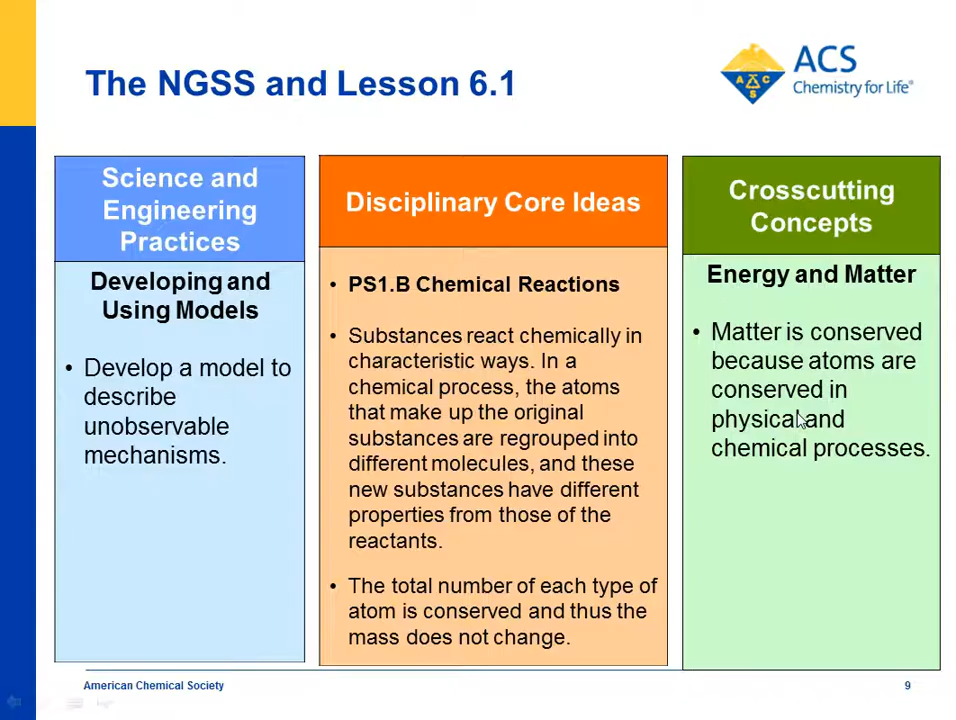 The NGSS and Lesson 6.1
A C
S
ACS
Chemistry for Life®
Science and
Engineering
Practices
Developing and
Using Models
• Develop a model to
describe
unobservable
mechanisms.
Disciplinary Core Ideas
• PS1.B Chemical Reactions
• Substances react chemically in
characteristic ways. In a
chemical process, the atoms
that make up the original
substances are regrouped into
different molecules, and these
new substances have different
properties from those of the
reactants.
• The total number of each type of
atom is conserved and thus the
mass does not change.
Crosscutting
Concepts
Energy and Matter
• Matter is conserved
because atoms are
conserved in
physical and
chemical processes.
American Chemical Society
9